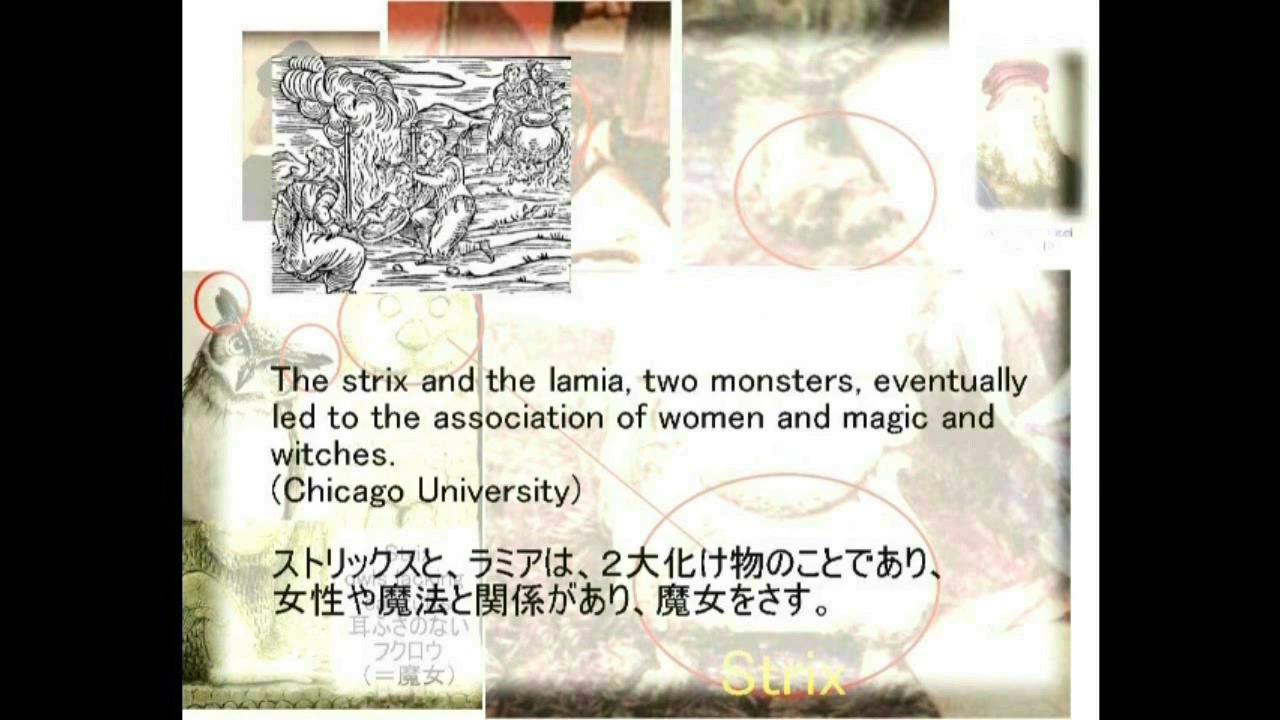 The strix and the lamia, two monsters, eventually
led to the association of women and magic and
witches.
(Chicago University)
ストリックスと、ラミアは、２大化け物のことであり、
女性や魔法と関係があり、魔女をさす。
耳ふさのない
フクロウ
（＝魔女）
Strix